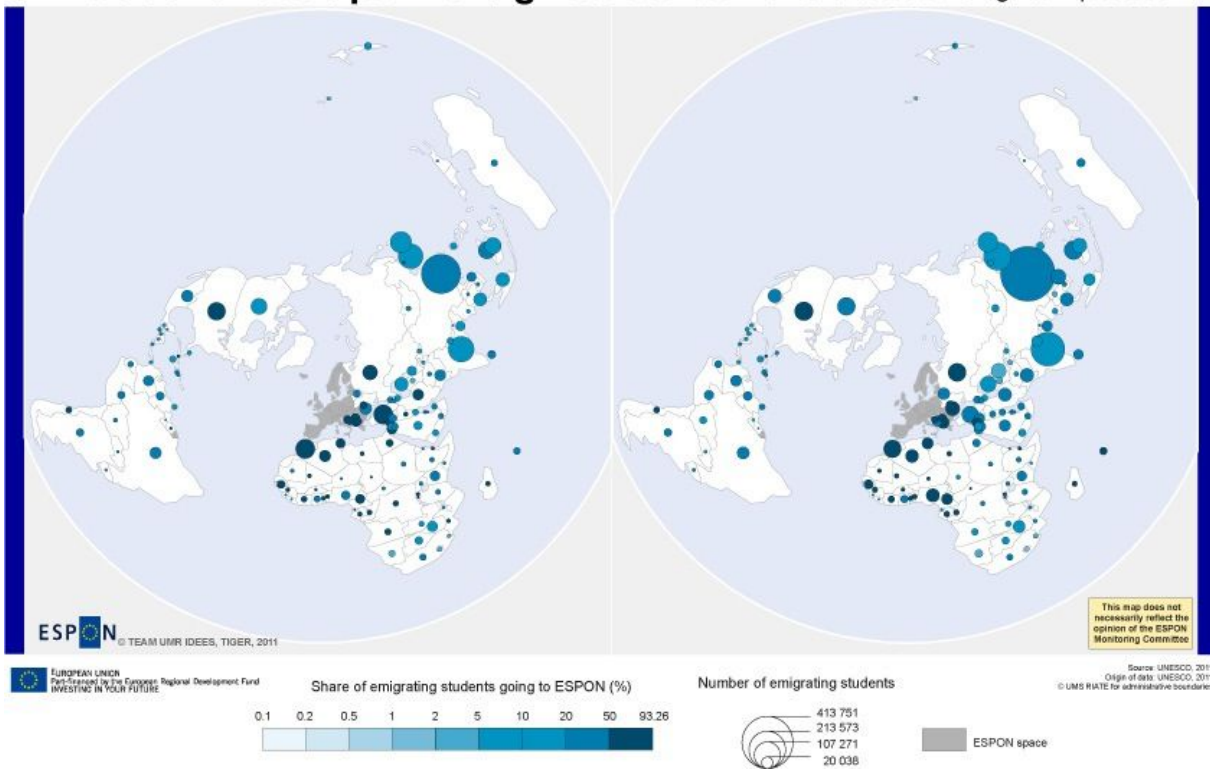 ESPON © TEAM UMR IDEES, TIGER, 2011
This map does not
necessarily reflect the
opinion of the ESPON
Monitoring Committee
EUROPEAN UNION
Part-financed by the European Regional Development Fund
INVESTING IN YOUR FUTURE
Share of emigrating students going to ESPON (%)
0.1 0.2 0.5 1 2 5 10 20 50 93.26
Number of emigrating students
413 751
213 573
107 271
20 038
ESPON space
Source: UNESCO, 201
Origin of data: UNESCO, 201
© UMS RIATE for administrative boundaries